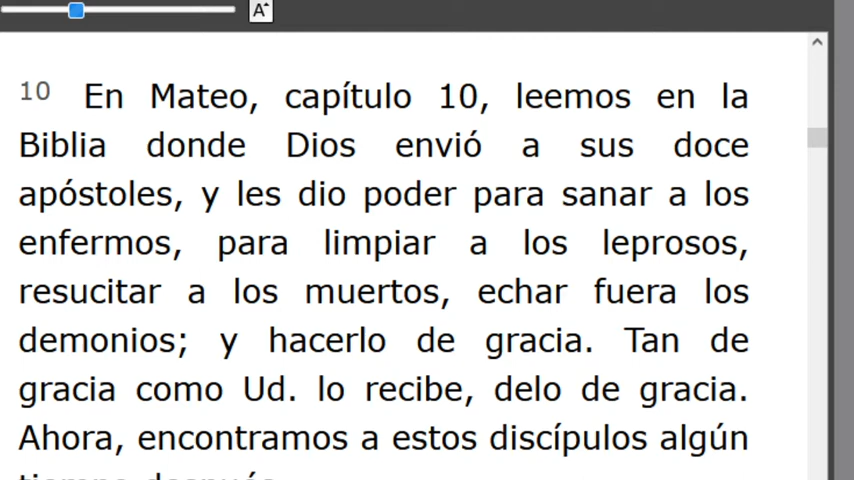 A
10 En Mateo, capítulo 10, leemos en la
Biblia donde Dios envió a sus doce
apóstoles, y les dio poder para sanar a los
enfermos, para limpiar a los leprosos,
resucitar a los muertos, echar fuera los
demonios; y hacerlo de gracia. Tan de
gracia como Ud. lo recibe, delo de gracia.
Ahora, encontramos a estos discípulos algún
tiempo después